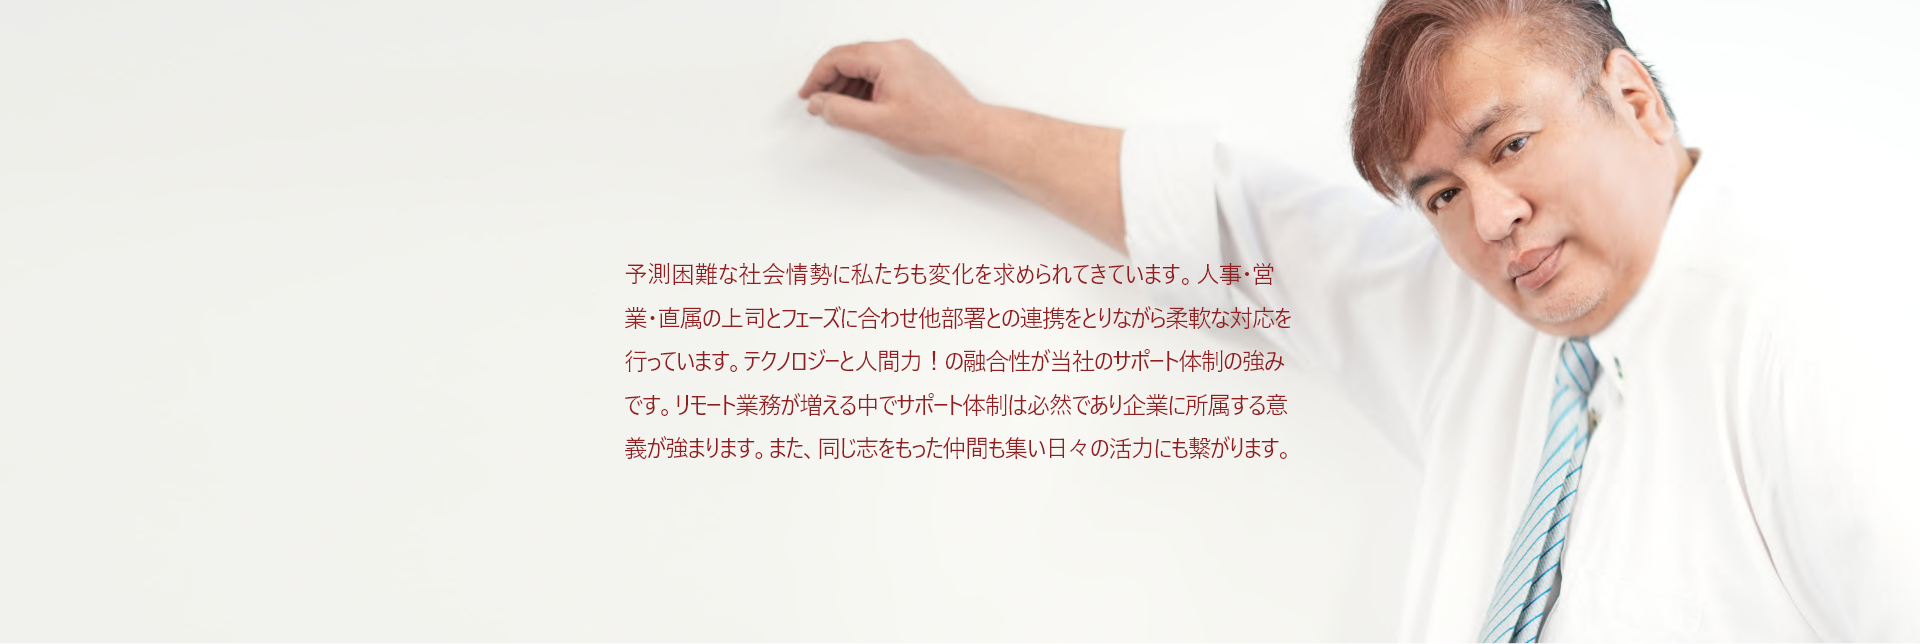 予測困難な社会情勢に私たちも変化を求められてきています。人事・営
業・直属の上司とフェーズに合わせ他部署との連携をとりながら柔軟な対応を
行っています。テクノロジーと人間力！の融合性が当社のサポート体制の強み
です。リモート業務が増える中でサポート体制は必然であり企業に所属する意
義が強まります。また、同じ志をもった仲間も集い日々の活力にも繋がります。